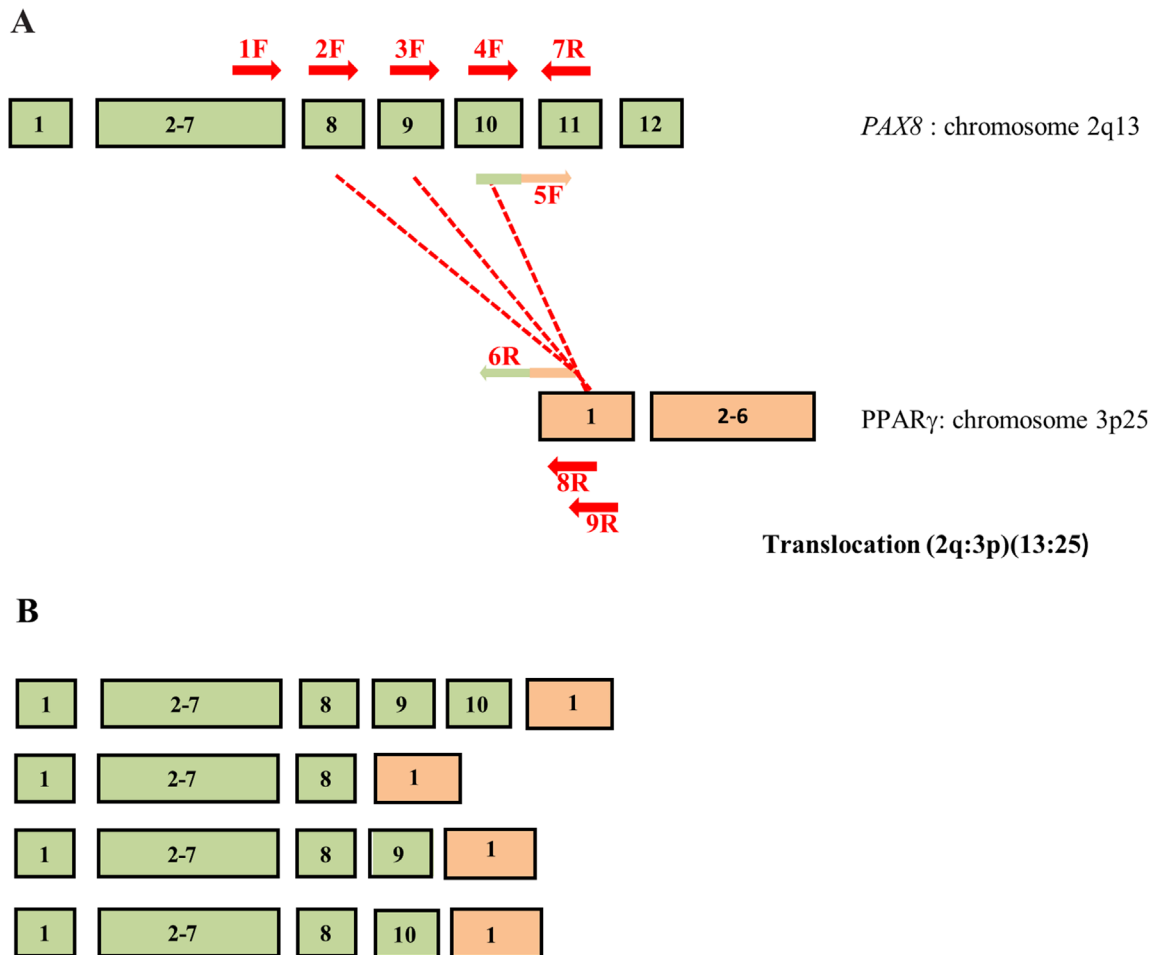 A
1F 2F 3F 4F 7R
1 2-7 8 9 10 11 12 PAX8 : chromosome 2q13
5F
6R
1 2-6 PPARγ: chromosome 3p25
8R
9R
Translocation (2q:3p)(13:25)
B
1 2-7 8 9 10 1
1 2-7 8 1
1 2-7 8 9 1
1 2-7 8 10 1